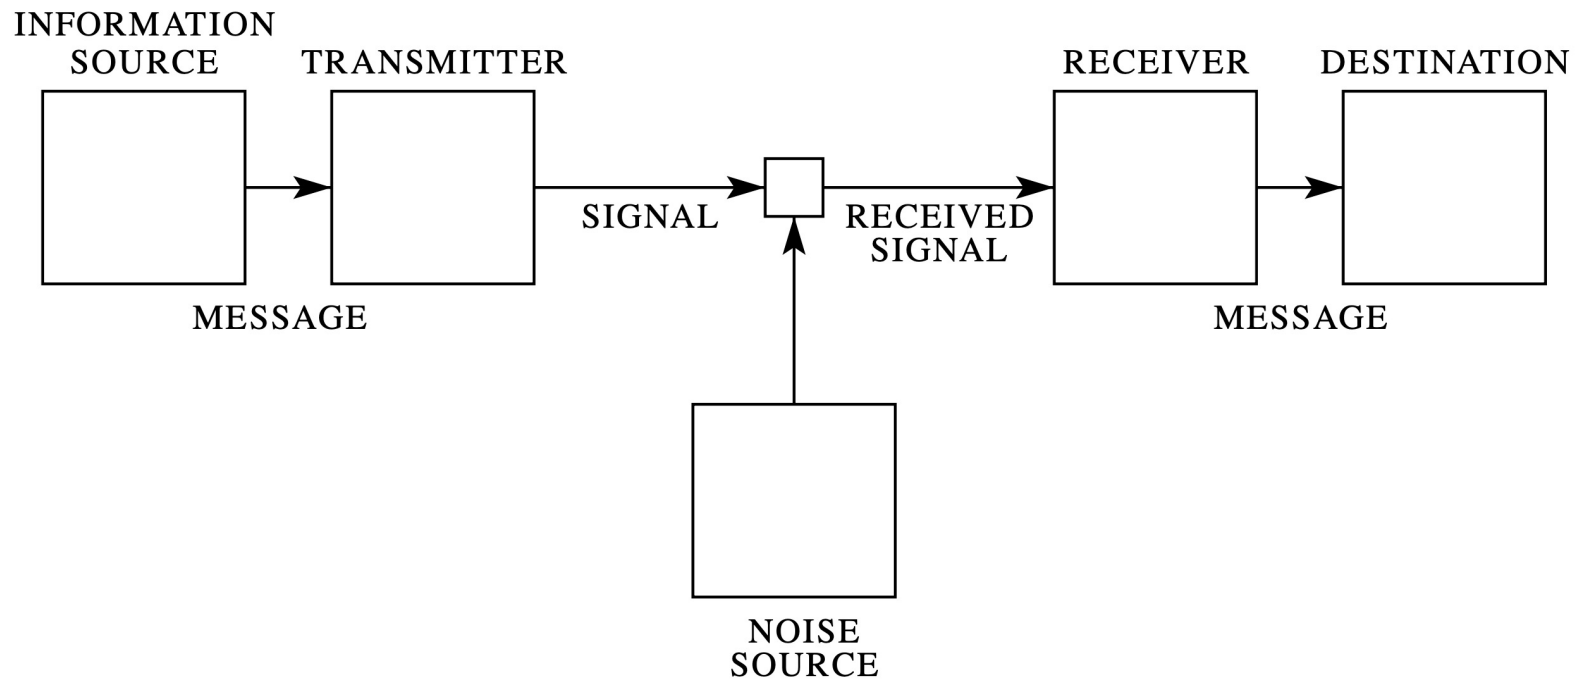 INFORMATION
SOURCE
TRANSMITTER
RECEIVER
DESTINATION
SIGNAL
RECEIVED
SIGNAL
MESSAGE
MESSAGE
NOISE
SOURCE